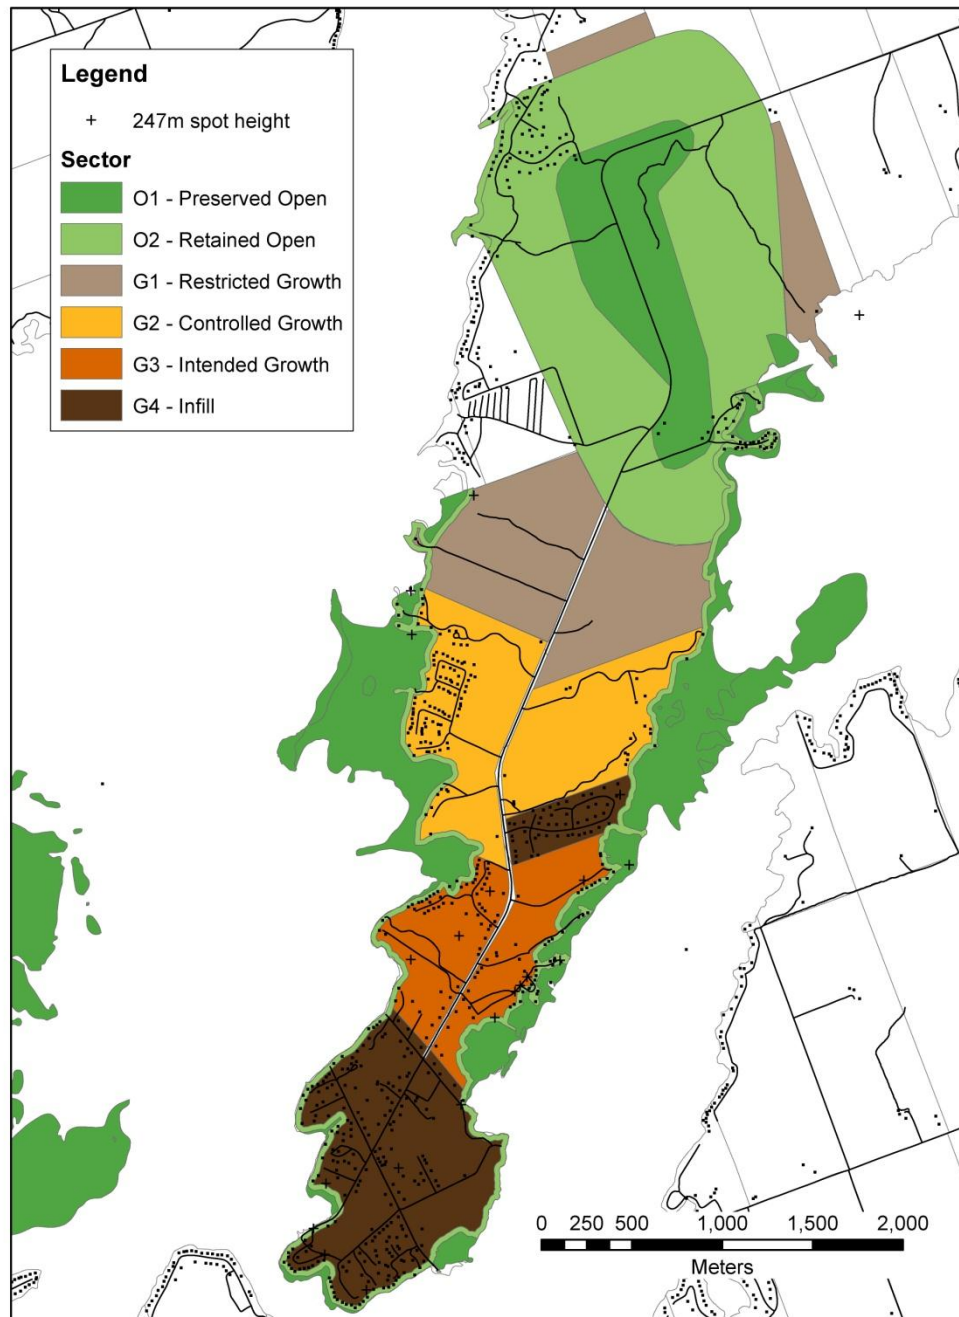 Legend
+ 247m spot height
Sector
O1 - Preserved Open
O2 - Retained Open
G1 - Restricted Growth
G2 - Controlled Growth
G3 - Intended Growth
G4 - Infill
0 250 500 1,000 1,500 2,000
Meters